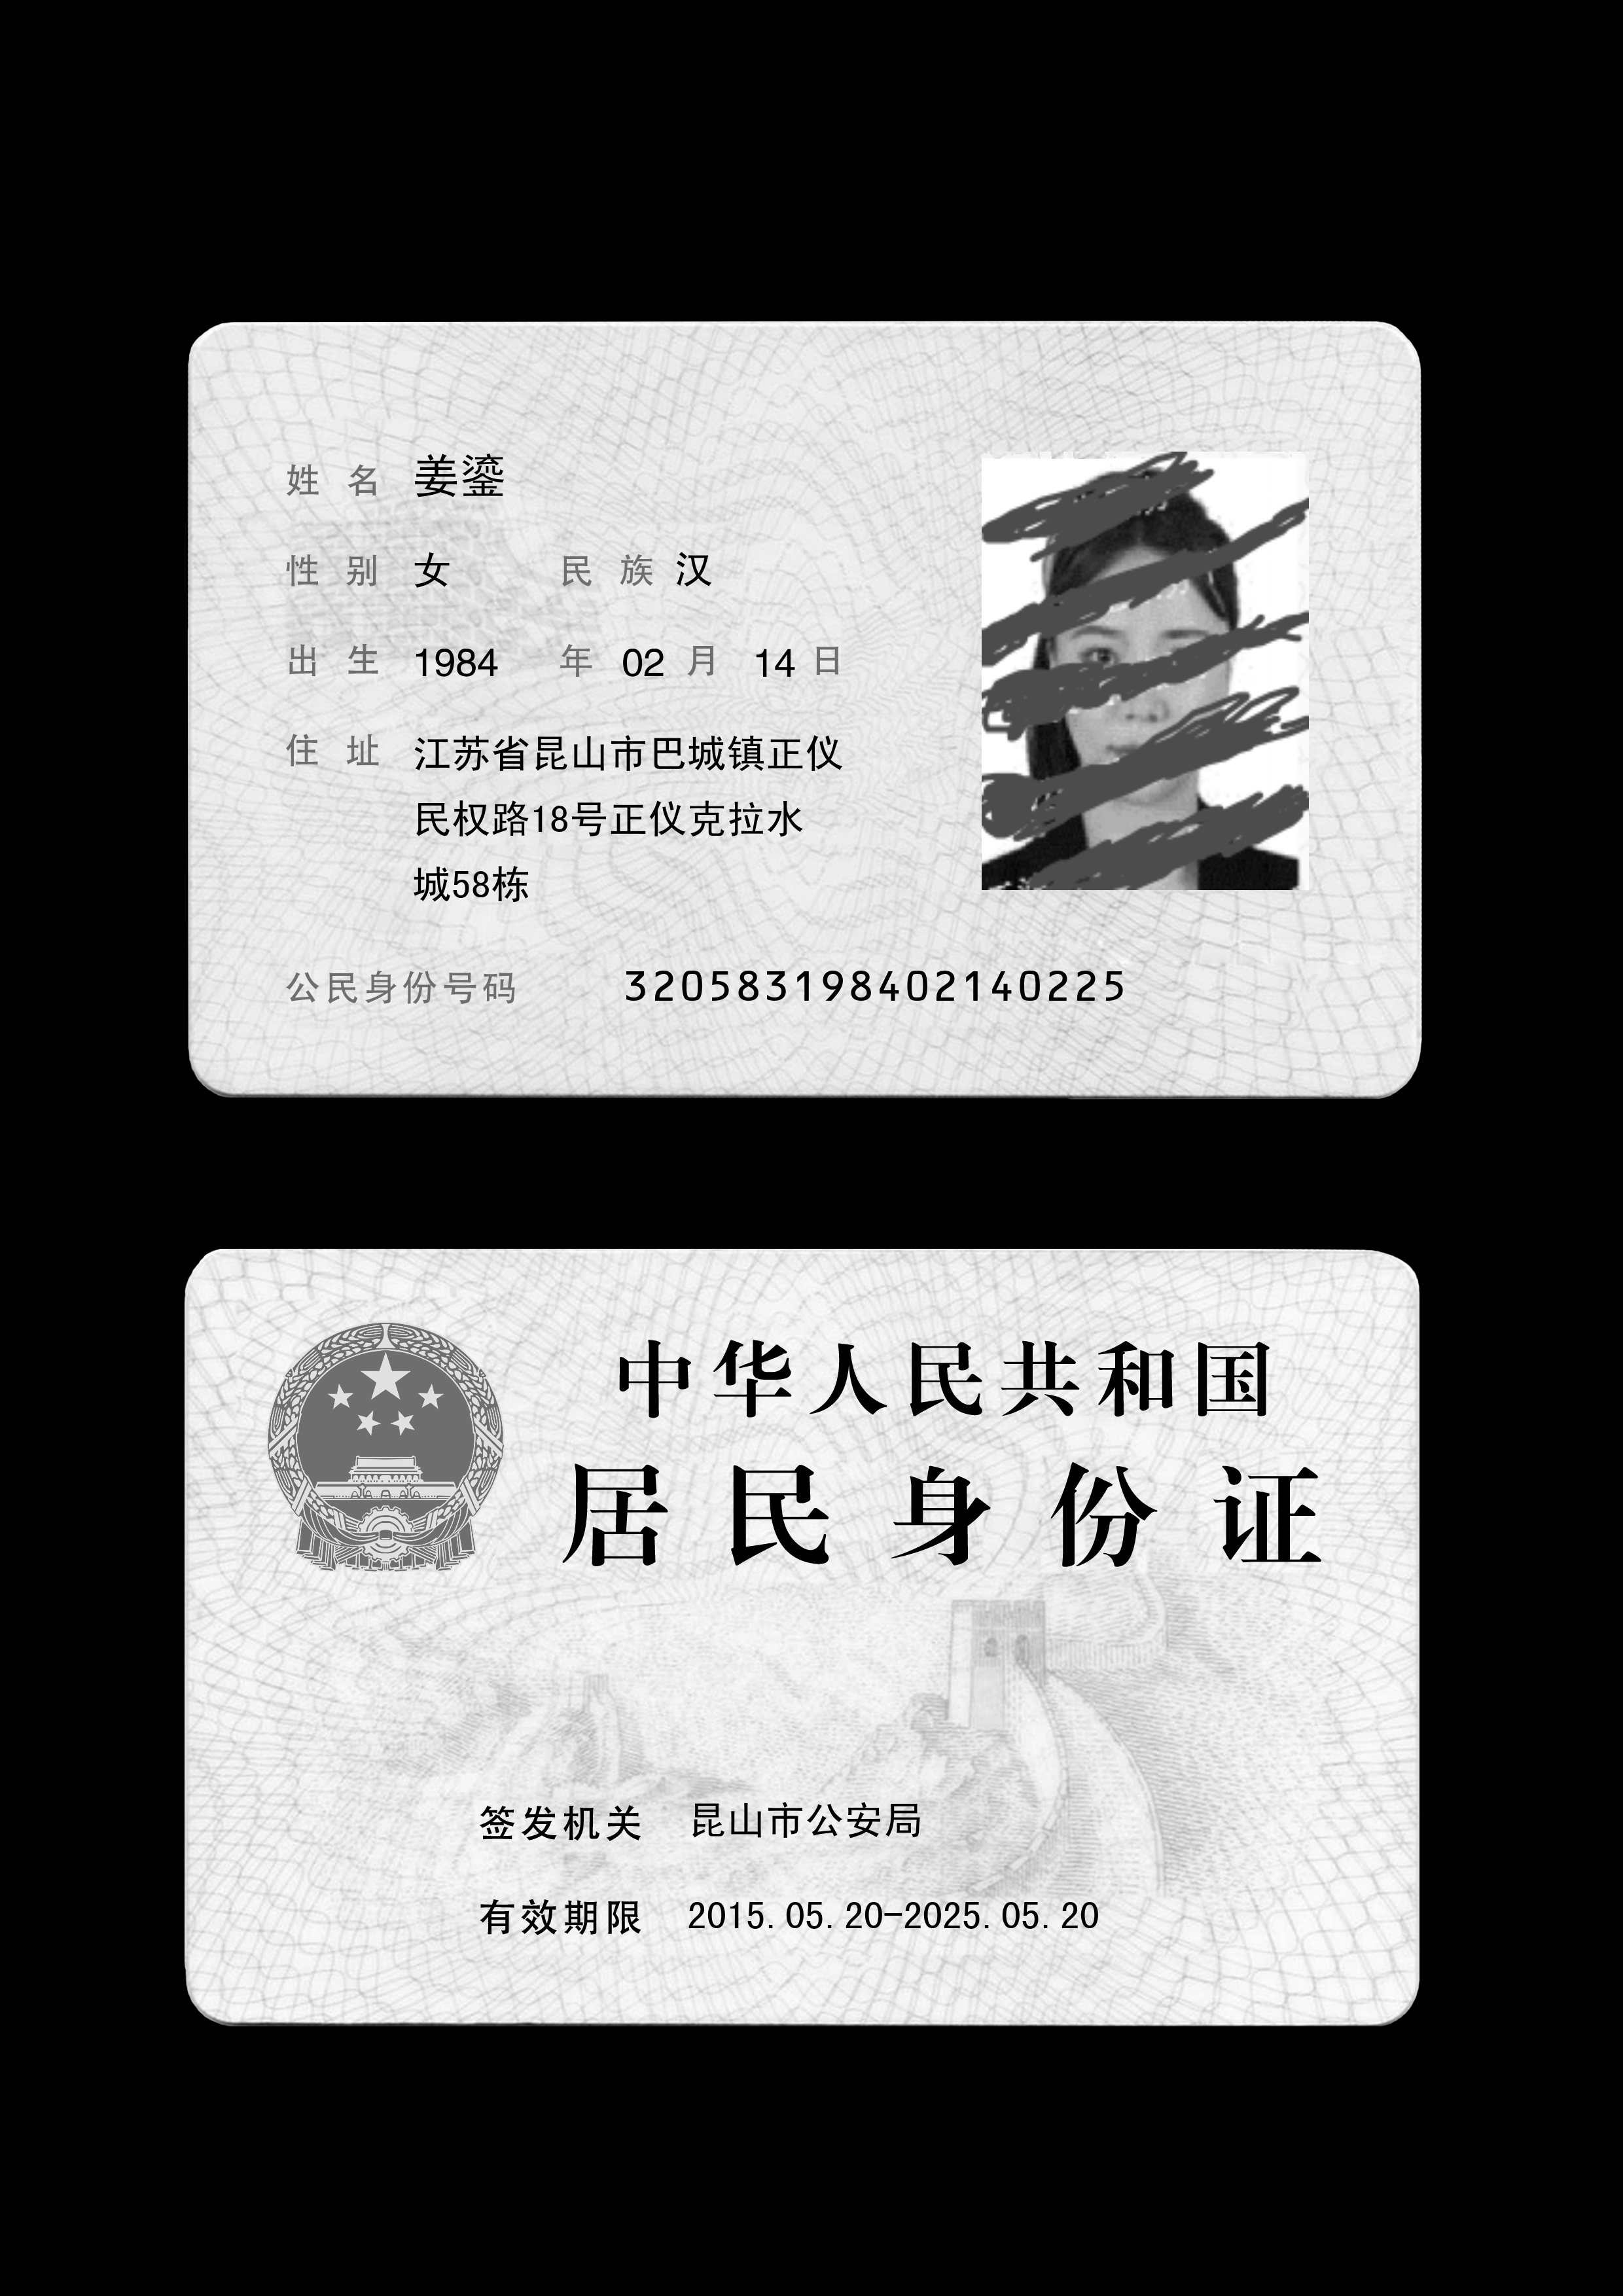 姓名 姜鎏
性别 女 民族 汉
出生 1984 年 02 月 14 日
住址 江苏省昆山市巴城镇正仪
民权路18号正仪克拉水
城58栋
公民身份号码 320583198402140225
中华人民共和国
居民身份证
签发机关 昆山市公安局
有效期限 2015.05.20-2025.05.20